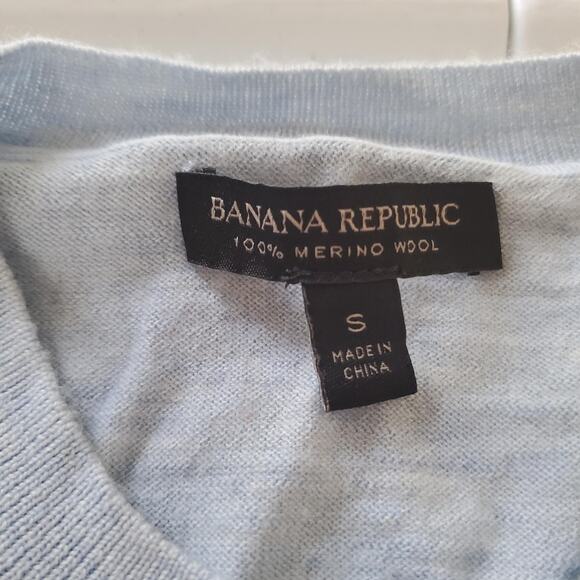 BANANA REPUBLIC
100% MERINO WOOL
S
MADE IN
CHINA